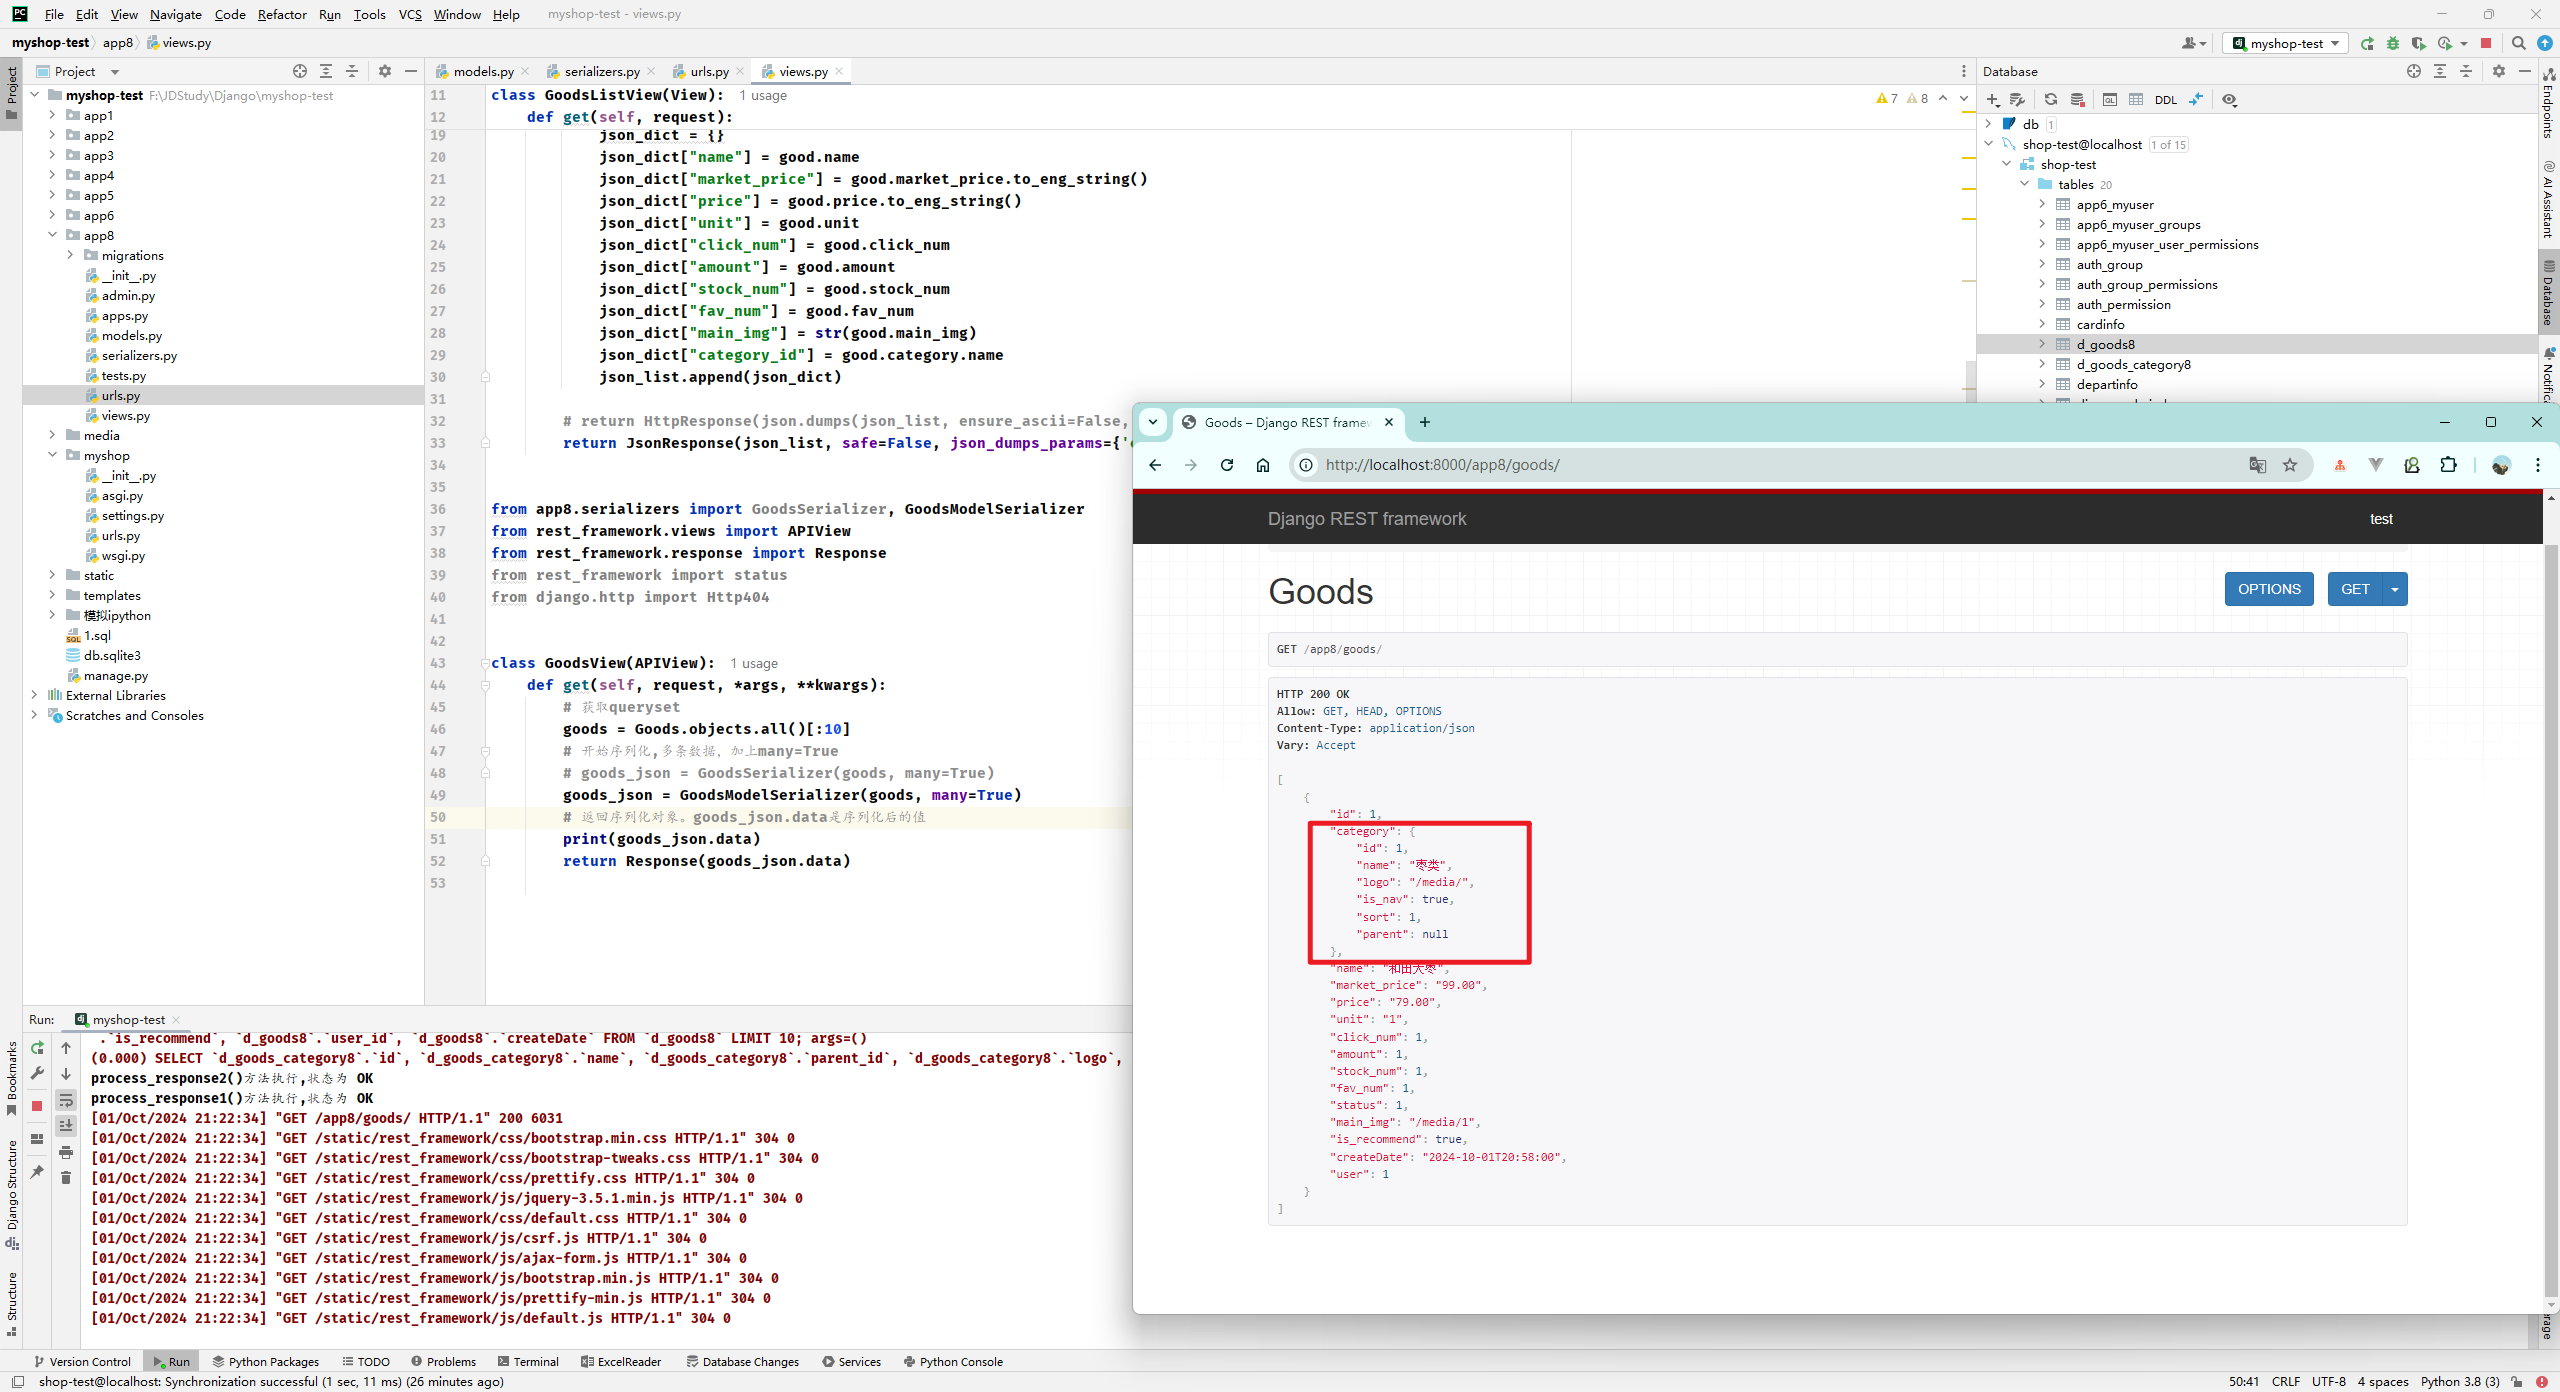 File Edit View Navigate Code Refactor Run Tools VCS Window Help myshop-test - views.py
myshop-test app8 views.py
myshop-test
Project
models.py serializers.py urls.py views.py
Database
myshop-test F:\JDStudy\Django\myshop-test
app1
app2
app3
app4
app5
app6
app8
migrations
__init__.py
admin.py
apps.py
models.py
serializers.py
tests.py
urls.py
views.py
media
myshop
__init__.py
asgi.py
settings.py
urls.py
wsgi.py
static
templates
模拟ipython
1.sql
db.sqlite3
manage.py
External Libraries
Scratches and Consoles
11 class GoodsListView(View): 1 usage
7 8
12 def get(self, request):
19 json_dict = {}
20 json_dict["name"] = good.name
21 json_dict["market_price"] = good.market_price.to_eng_string()
22 json_dict["price"] = good.price.to_eng_string()
23 json_dict["unit"] = good.unit
24 json_dict["click_num"] = good.click_num
25 json_dict["amount"] = good.amount
26 json_dict["stock_num"] = good.stock_num
27 json_dict["fav_num"] = good.fav_num
28 json_dict["main_img"] = str(good.main_img)
29 json_dict["category_id"] = good.category.name
30 json_list.append(json_dict)
31
32 # return HttpResponse(json.dumps(json_list, ensure_ascii=False,
33 return JsonResponse(json_list, safe=False, json_dumps_params={'
34
35
36 from app8.serializers import GoodsSerializer, GoodsModelSerializer
37 from rest_framework.views import APIView
38 from rest_framework.response import Response
39 from rest_framework import status
40 from django.http import Http404
41
42
43 class GoodsView(APIView): 1 usage
44 def get(self, request, *args, **kwargs):
45 # 获取queryset
46 goods = Goods.objects.all()[:10]
47 # 开始序列化,多条数据，加上many=True
48 # goods_json = GoodsSerializer(goods, many=True)
49 goods_json = GoodsModelSerializer(goods, many=True)
50 # 返回序列化对象。goods_json.data是序列化后的值
51 print(goods_json.data)
52 return Response(goods_json.data)
53
DDL
db 1
shop-test@localhost 1 of 15
shop-test
tables 20
app6_myuser
app6_myuser_groups
app6_myuser_user_permissions
auth_group
auth_group_permissions
auth_permission
cardinfo
d_goods8
d_goods_category8
departinfo
Endpoints
AI Assistant
Database
Goods – Django REST framew
http://localhost:8000/app8/goods/
Django REST framework test
Goods OPTIONS GET
GET /app8/goods/
HTTP 200 OK
Allow: GET, HEAD, OPTIONS
Content-Type: application/json
Vary: Accept
[
{
"id": 1,
"category": {
"id": 1,
"name": "枣类",
"logo": "/media/",
"is_nav": true,
"sort": 1,
"parent": null
},
"name": "和田大枣",
"market_price": "99.00",
"price": "79.00",
"unit": "1",
"click_num": 1,
"amount": 1,
"stock_num": 1,
"fav_num": 1,
"status": 1,
"main_img": "/media/1",
"is_recommend": true,
"createDate": "2024-10-01T20:58:00",
"user": 1
}
]
Run: myshop-test
.`is_recommend`, `d_goods8`.`user_id`, `d_goods8`.`createDate` FROM `d_goods8` LIMIT 10; args=()
(0.000) SELECT `d_goods_category8`.`id`, `d_goods_category8`.`name`, `d_goods_category8`.`parent_id`, `d_goods_category8`.`logo`,
process_response2()方法执行,状态为 OK
process_response1()方法执行,状态为 OK
[01/Oct/2024 21:22:34] "GET /app8/goods/ HTTP/1.1" 200 6031
[01/Oct/2024 21:22:34] "GET /static/rest_framework/css/bootstrap.min.css HTTP/1.1" 304 0
[01/Oct/2024 21:22:34] "GET /static/rest_framework/css/bootstrap-tweaks.css HTTP/1.1" 304 0
[01/Oct/2024 21:22:34] "GET /static/rest_framework/css/prettify.css HTTP/1.1" 304 0
[01/Oct/2024 21:22:34] "GET /static/rest_framework/js/jquery-3.5.1.min.js HTTP/1.1" 304 0
[01/Oct/2024 21:22:34] "GET /static/rest_framework/css/default.css HTTP/1.1" 304 0
[01/Oct/2024 21:22:34] "GET /static/rest_framework/js/csrf.js HTTP/1.1" 304 0
[01/Oct/2024 21:22:34] "GET /static/rest_framework/js/ajax-form.js HTTP/1.1" 304 0
[01/Oct/2024 21:22:34] "GET /static/rest_framework/js/bootstrap.min.js HTTP/1.1" 304 0
[01/Oct/2024 21:22:34] "GET /static/rest_framework/js/prettify-min.js HTTP/1.1" 304 0
[01/Oct/2024 21:22:34] "GET /static/rest_framework/js/default.js HTTP/1.1" 304 0
Project
Bookmarks
Django Structure
Structure
Version Control Run Python Packages TODO Problems Terminal ExcelReader Database Changes Services Python Console
shop-test@localhost: Synchronization successful (1 sec, 11 ms) (26 minutes ago)
50:41 CRLF UTF-8 4 spaces Python 3.8 (3)